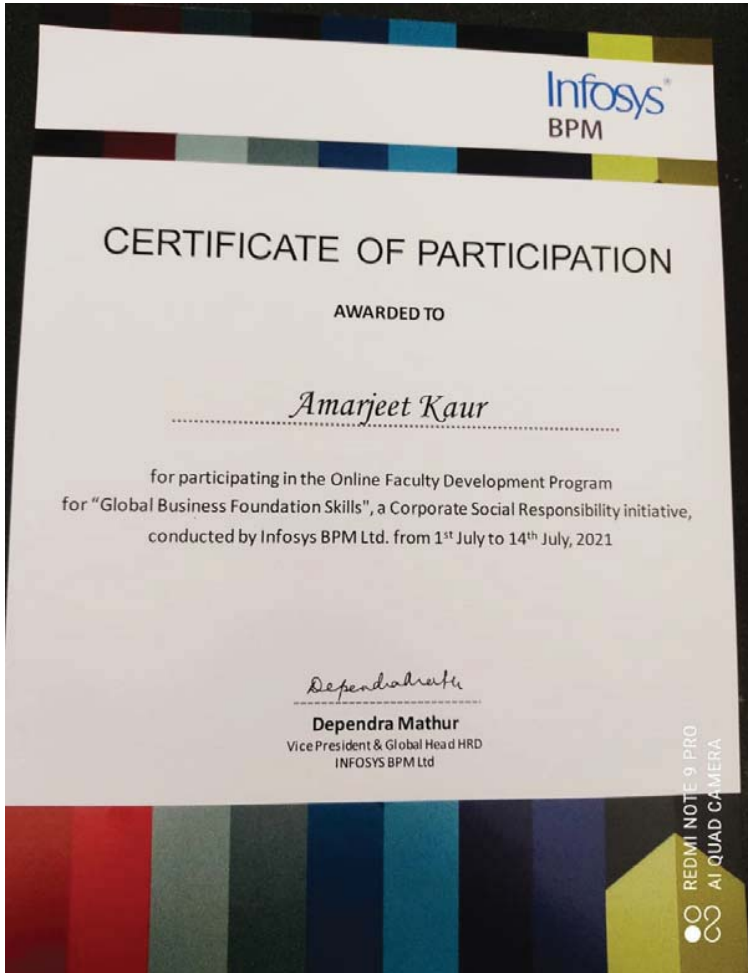 Infosys®
BPM
CERTIFICATE OF PARTICIPATION
AWARDED TO
Amarjeet Kaur
for participating in the Online Faculty Development Program
for “Global Business Foundation Skills", a Corporate Social Responsibility initiative,
conducted by Infosys BPM Ltd. from 1st July to 14th July, 2021
Dependra Mathur
Vice President & Global Head HRD
INFOSYS BPM Ltd
REDMI NOTE 9 PRO
AI QUAD CAMERA